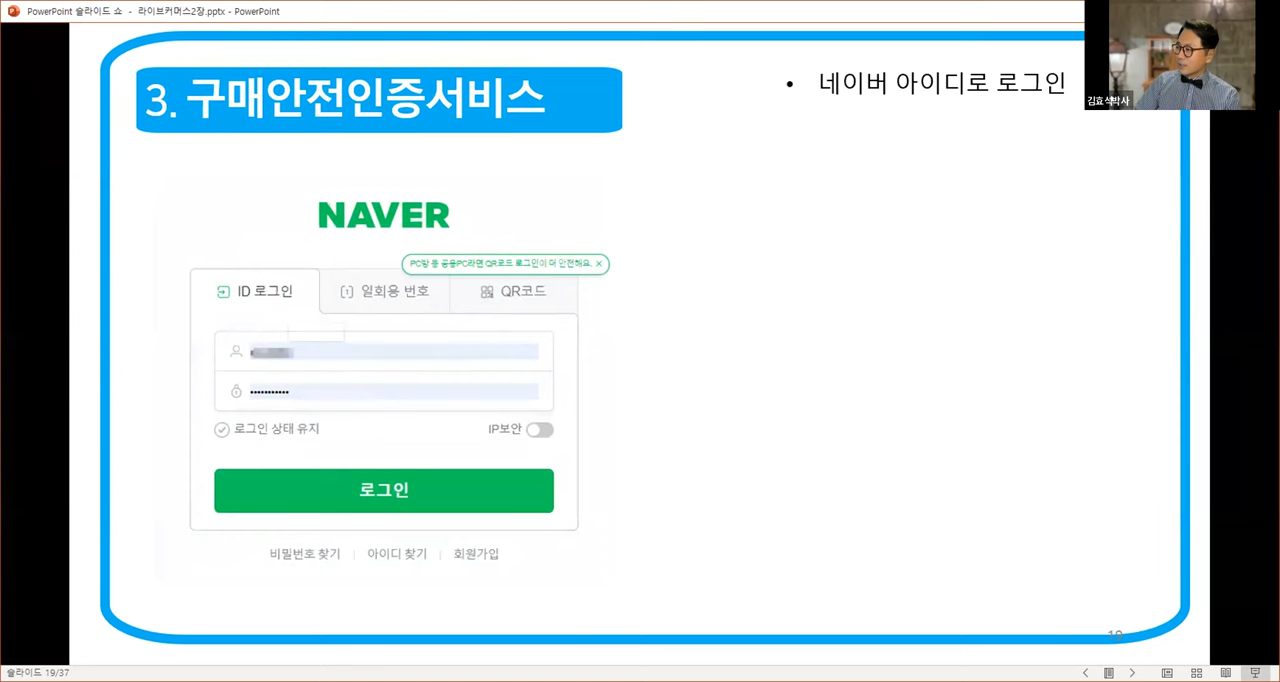 PowerPoint 슬라이드 쇼 - 라이브커머스2장.pptx - PowerPoint
3. 구매안전인증서비스
• 네이버 아이디로 로그인
김효석박사
NAVER
PC방 등 공용PC라면 QR코드 로그인이 더 안전해요. ×
ID 로그인
일회용 번호
QR코드
•••••••••••
로그인 상태 유지
IP보안
로그인
비밀번호 찾기 | 아이디 찾기 | 회원가입
19
슬라이드 19/37